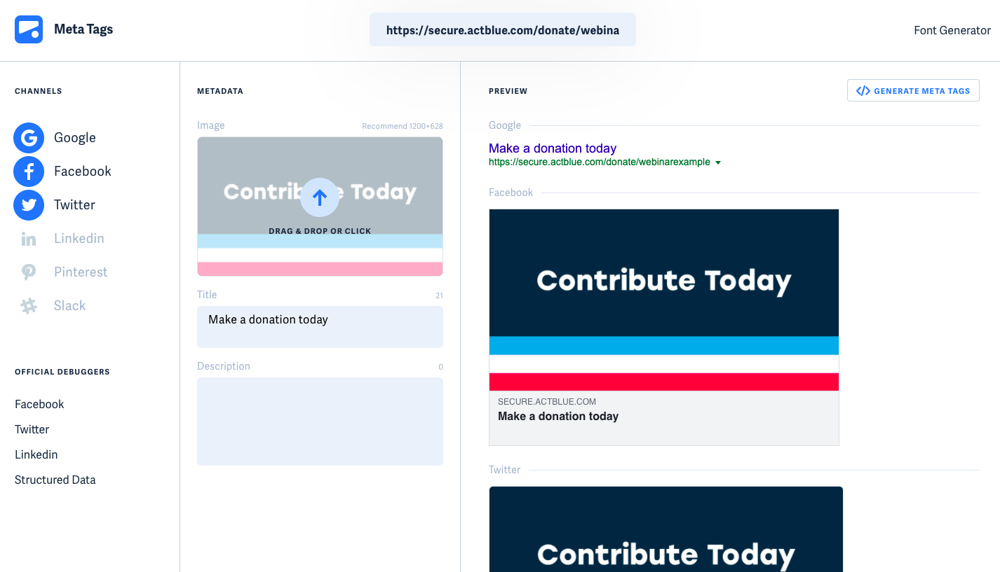 Meta Tags
https://secure.actblue.com/donate/webina
Font Generator
CHANNELS
Google
Facebook
Twitter
Linkedin
Pinterest
Slack
OFFICIAL DEBUGGERS
Facebook
Twitter
Linkedin
Structured Data
METADATA
Image
Recommend 1200×628
Contribute Today
DRAG & DROP OR CLICK
Title
21
Make a donation today
Description
0
PREVIEW
GENERATE META TAGS
Google
Make a donation today
https://secure.actblue.com/donate/webinarexample
Facebook
Contribute Today
SECURE.ACTBLUE.COM
Make a donation today
Twitter
Contribute Today